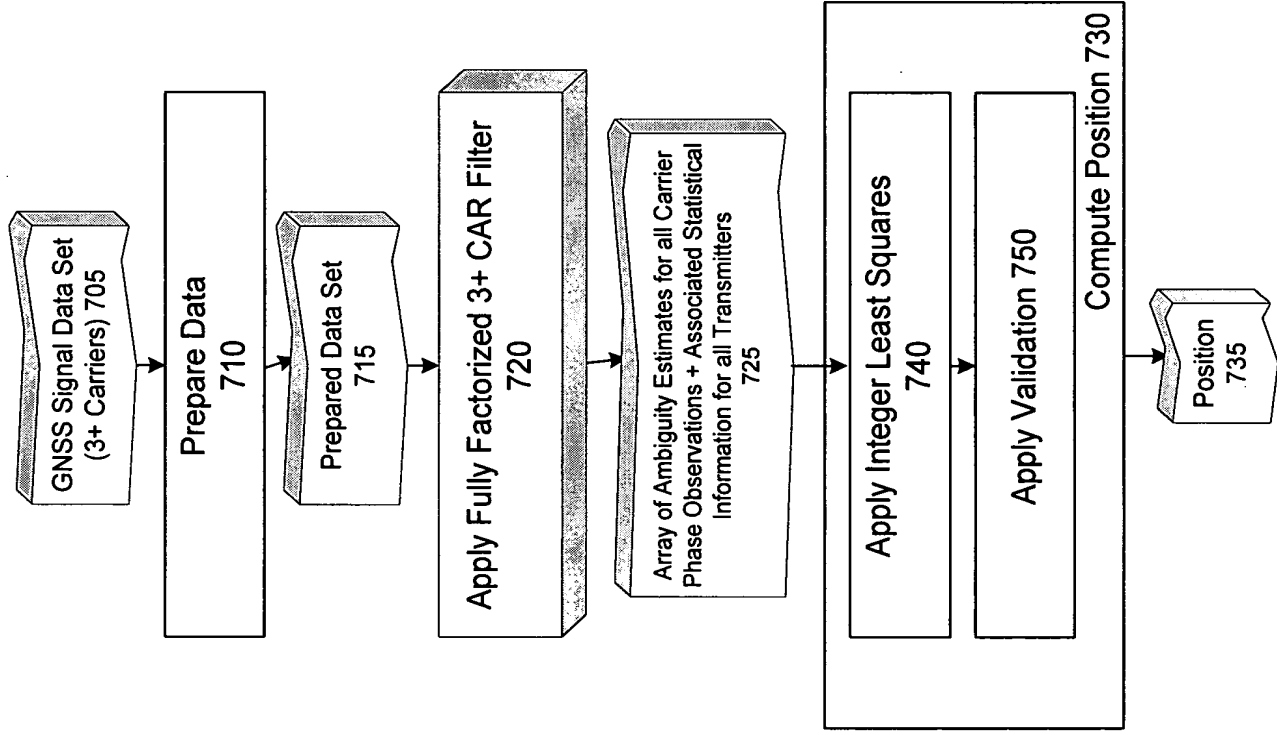 GNSS Signal Data Set
(3+ Carriers) 705
Prepare Data
710
Prepared Data Set
715
Apply Fully Factorized 3+ CAR Filter
720
Array of Ambiguity Estimates for all Carrier
Phase Observations + Associated Statistical
Information for all Transmitters
725
Apply Integer Least Squares
740
Apply Validation 750
Compute Position 730
Position
735